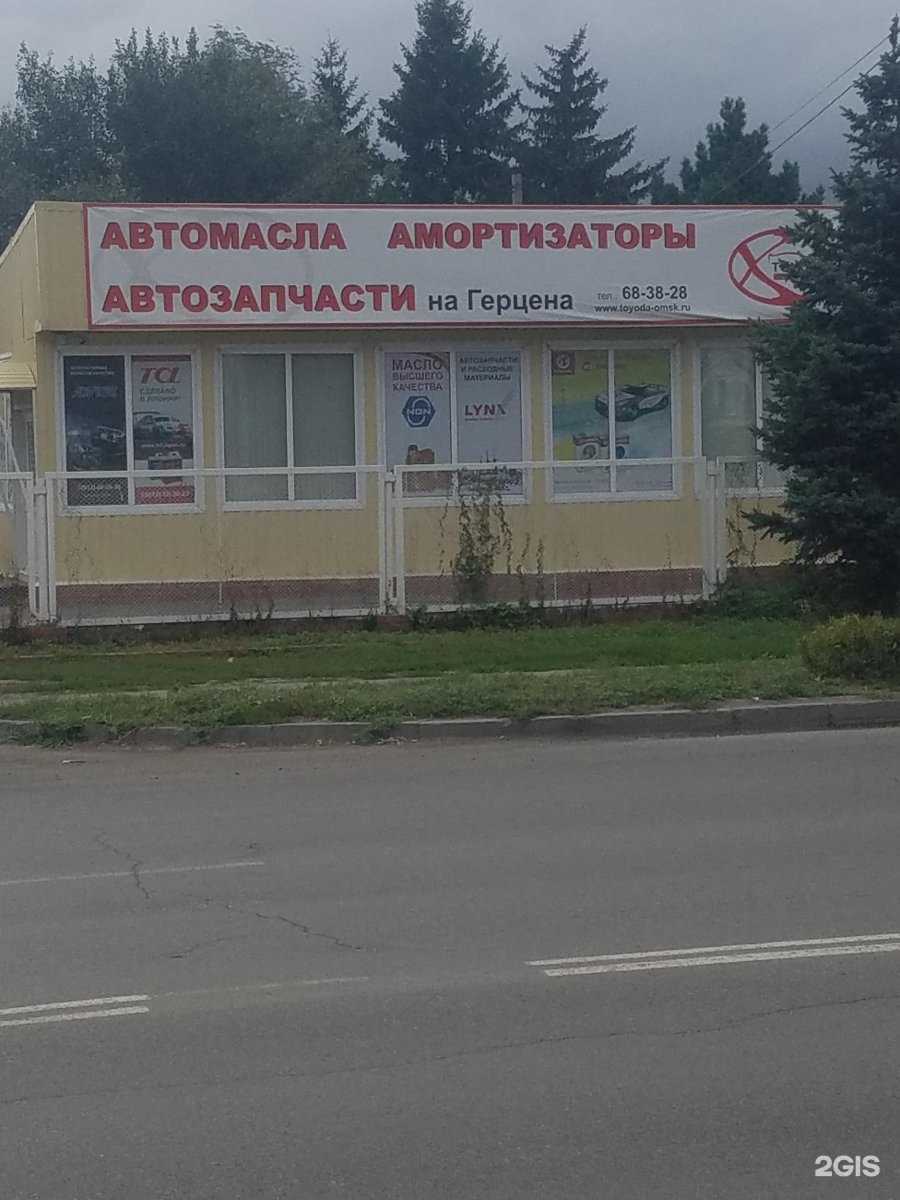 АВТОМАСЛА АМОРТИЗАТОРЫ
АВТОЗАПЧАСТИ на Герцена
тел. 68-38-28
www.toyoda-omsk.ru
TCL
СДЕЛАНО
В ЯПОНИИ!
МАСЛО
ВЫСШЕГО
КАЧЕСТВА
NGN
АВТОЗАПЧАСТИ
И РАСХОДНЫЕ
МАТЕРИАЛЫ
LYNX
2GIS